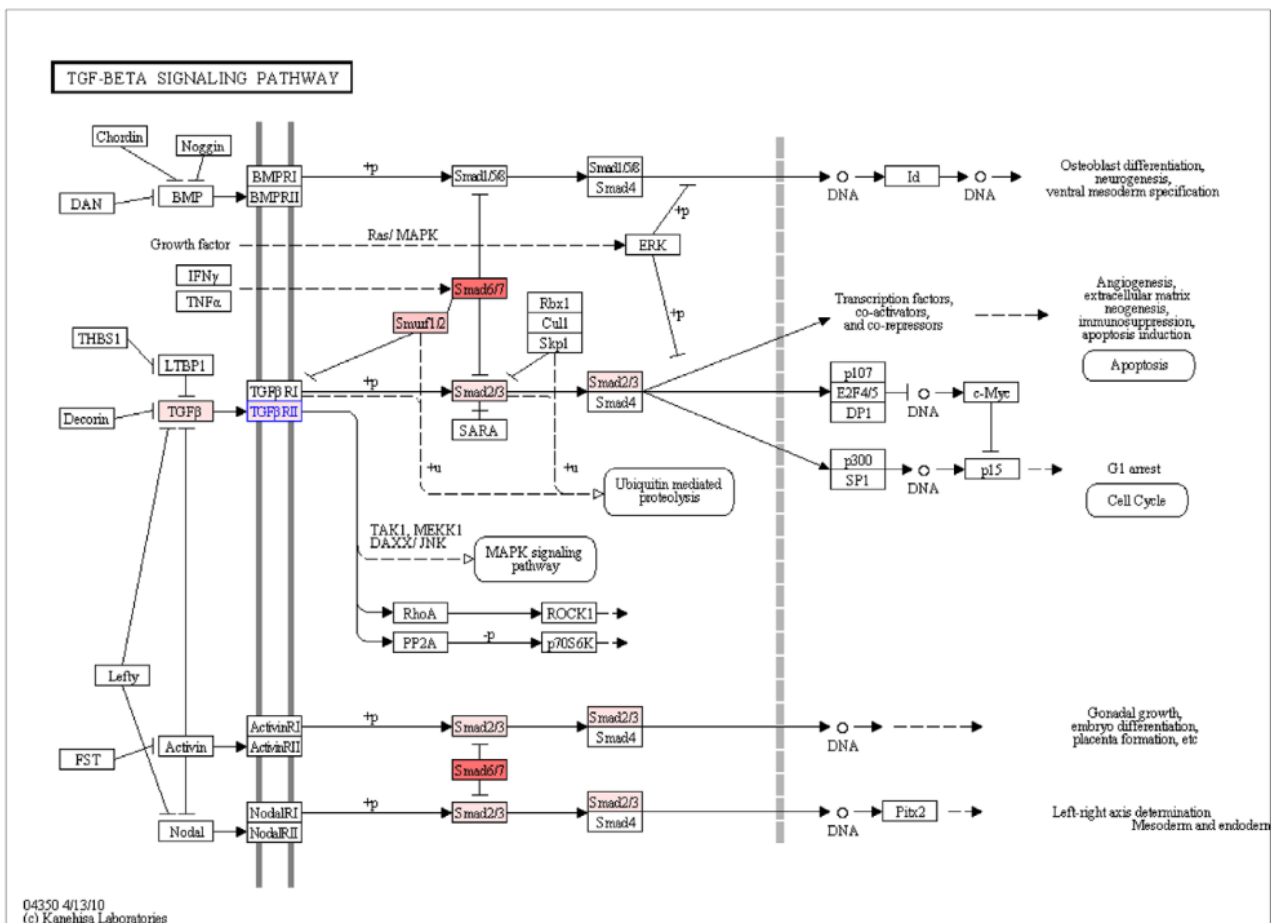 TGF-BETA SIGNALING PATHWAY
Chordin
Noggin
DAN
BMP
BMPRI
BMPRII
+p
Smad1/5/8
Smad1/5/8
Smad4
DNA
Id
DNA
Osteoblast differentiation,
neurogenesis,
ventral mesoderm specification
Growth factor
Ras/ MAPK
ERK
+p
+p
IFNγ
TNFα
Smad6/7
Smurf1/2
Rbx1
Cul1
Skp1
Transcription factors,
co-activators,
and co-repressors
Angiogenesis,
extracellular matrix
neogenesis,
immunosuppression,
apoptosis induction
Apoptosis
THBS1
LTBP1
Decorin
TGFβ
TGFβ RI
TGFβ RII
+p
Smad2/3
SARA
Smad2/3
Smad4
p107
E2F4/5
DP1
DNA
c-Myc
p300
SP1
DNA
p15
G1 arrest
Cell Cycle
+u
+u
Ubiquitin mediated
proteolysis
TAK1, MEKK1
DAXX/ JNK
MAPK signaling
pathway
RhoA
ROCK1
PP2A
-p
p70S6K
Lefty
FST
Activin
ActivinRI
ActivinRII
+p
Smad2/3
Smad2/3
Smad4
DNA
Gonadal growth,
embryo differentiation,
placenta formation, etc
Smad6/7
Nodal
NodalRI
NodalRII
+p
Smad2/3
Smad2/3
Smad4
DNA
Pitx2
Left-right axis determination
Mesoderm and endoderm
04350 4/13/10
(c) Kanehisa Laboratories